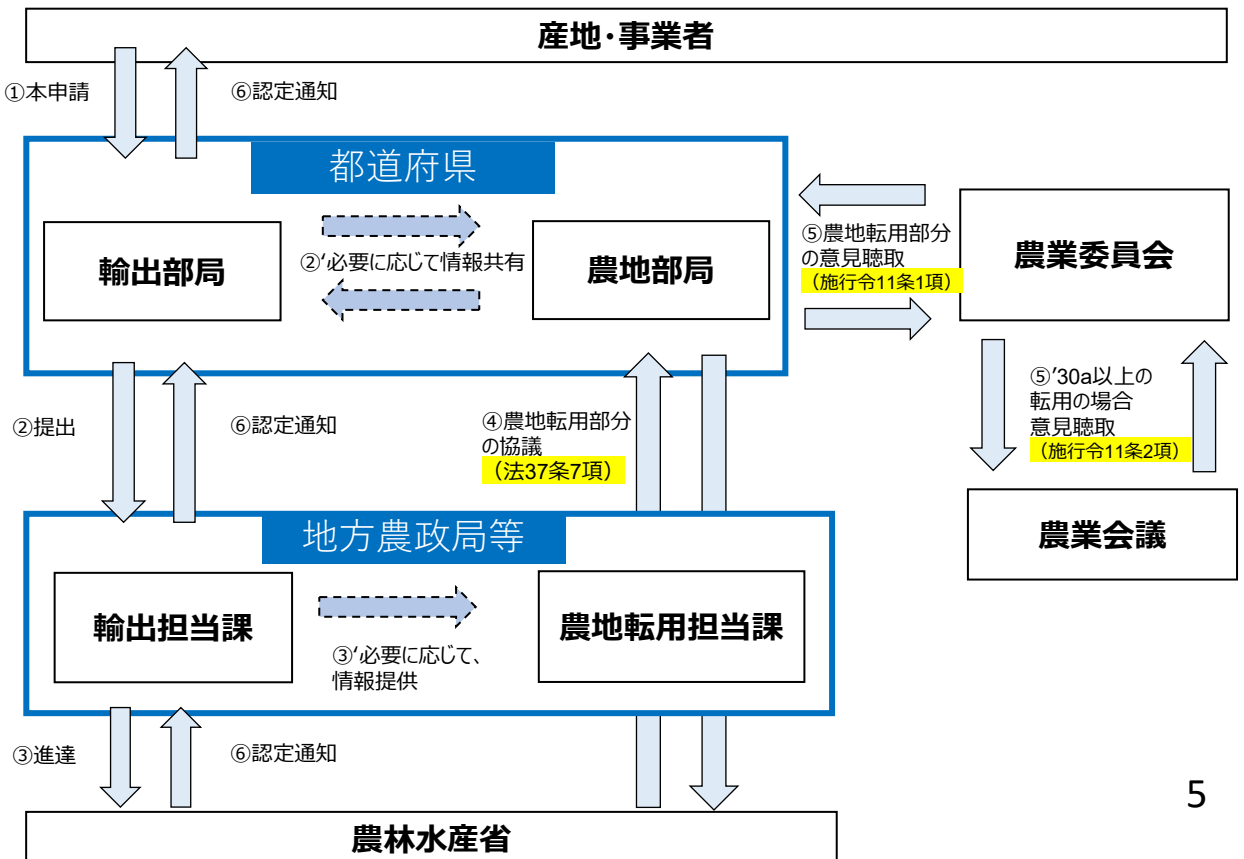 産地・事業者
①本申請
⑥認定通知
都道府県
輸出部局
②‘必要に応じて情報共有
農地部局
⑤農地転用部分
の意見聴取
（施行令11条1項）
農業委員会
②提出
⑥認定通知
④農地転用部分
の協議
（法37条7項）
⑤’30a以上の
転用の場合
意見聴取
（施行令11条2項）
農業会議
地方農政局等
輸出担当課
③‘必要に応じて、
情報提供
農地転用担当課
③進達
⑥認定通知
農林水産省
5